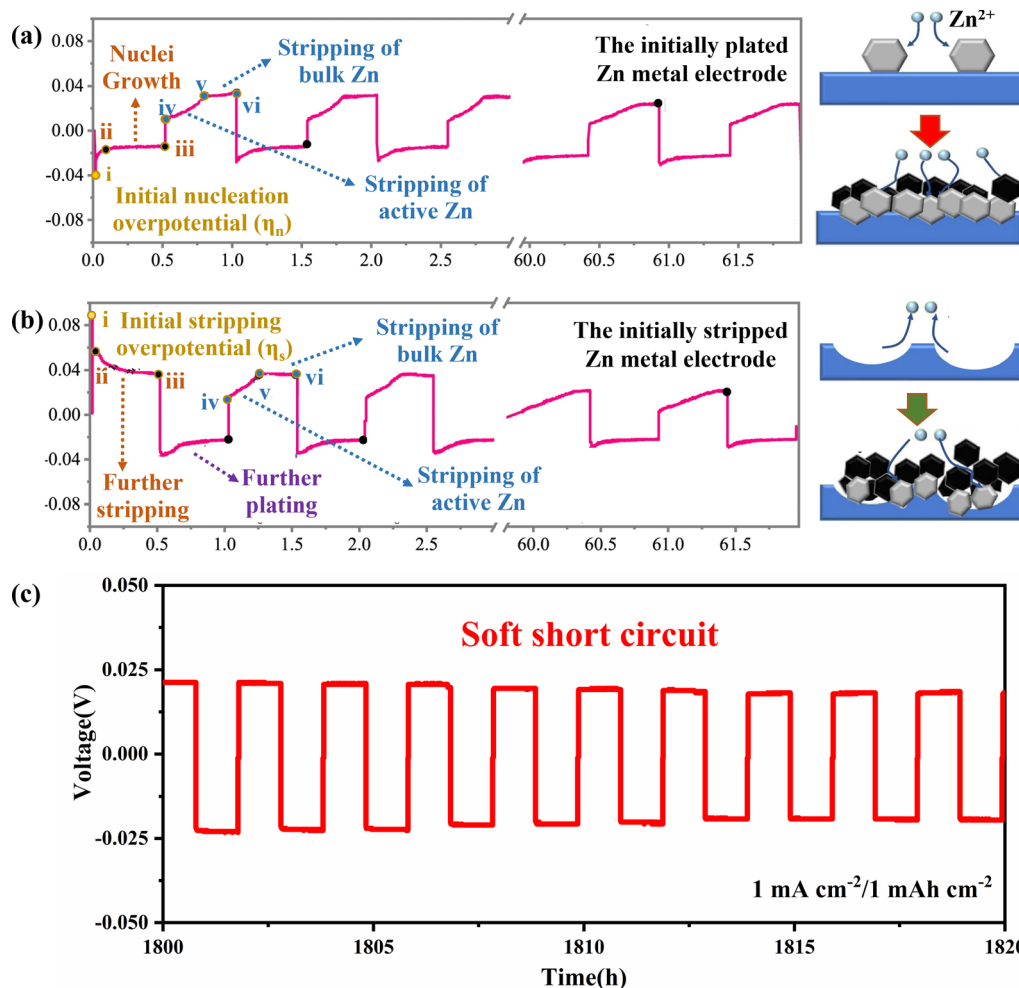 (a)
0.08
0.04
0.00
-0.04
-0.08
Nuclei
Growth
i
ii
iii
iv
v
vi
Stripping of
bulk Zn
Stripping of
active Zn
Initial nucleation
overpotential (ηn)
The initially plated
Zn metal electrode
Zn2+
0.0 0.5 1.0 1.5 2.0 2.5 60.0 60.5 61.0 61.5
(b)
0.08
0.04
0.00
-0.04
-0.08
i
ii
iii
iv
v
vi
Initial stripping
overpotential (ηs)
Stripping of
bulk Zn
The initially stripped
Zn metal electrode
Further
stripping
Further
plating
Stripping of
active Zn
0.0 0.5 1.0 1.5 2.0 2.5 60.0 60.5 61.0 61.5
(c)
0.050
0.025
0.000
-0.025
-0.050
Voltage(V)
Soft short circuit
1 mA cm-2/1 mAh cm-2
1800 1805 1810 1815 1820
Time(h)